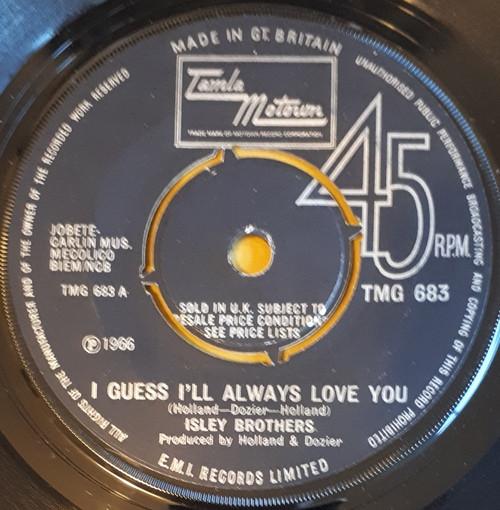 MADE IN GT. BRITAIN
UNAUTHORISED PUBLIC PERFORMANCE BROADCASTING AND COPYING OF THIS RECORD PROHIBITED
ALL RIGHTS OF THE MANUFACTURER AND OF THE OWNER OF THE RECORDED WORK RESERVED
Tamla
Motown
TRADE MARK OF MOTOWN RECORD CORPORATION
45
R.P.M.
JOBETE-
CARLIN MUS.
MECOLICO
BIEM/NCB
TMG 683 A
TMG 683
SOLD IN U.K. SUBJECT TO
RESALE PRICE CONDITIONS
SEE PRICE LISTS
℗ 1966
I GUESS I'LL ALWAYS LOVE YOU
(Holland—Dozier—Holland)
ISLEY BROTHERS
Produced by Holland & Dozier
E.M.I. RECORDS LIMITED